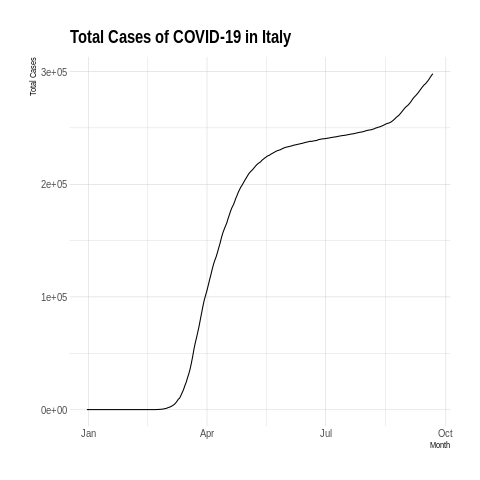 Total Cases of COVID-19 in Italy
Total Cases
3e+05
2e+05
1e+05
0e+00
Jan Apr Jul Oct
Month